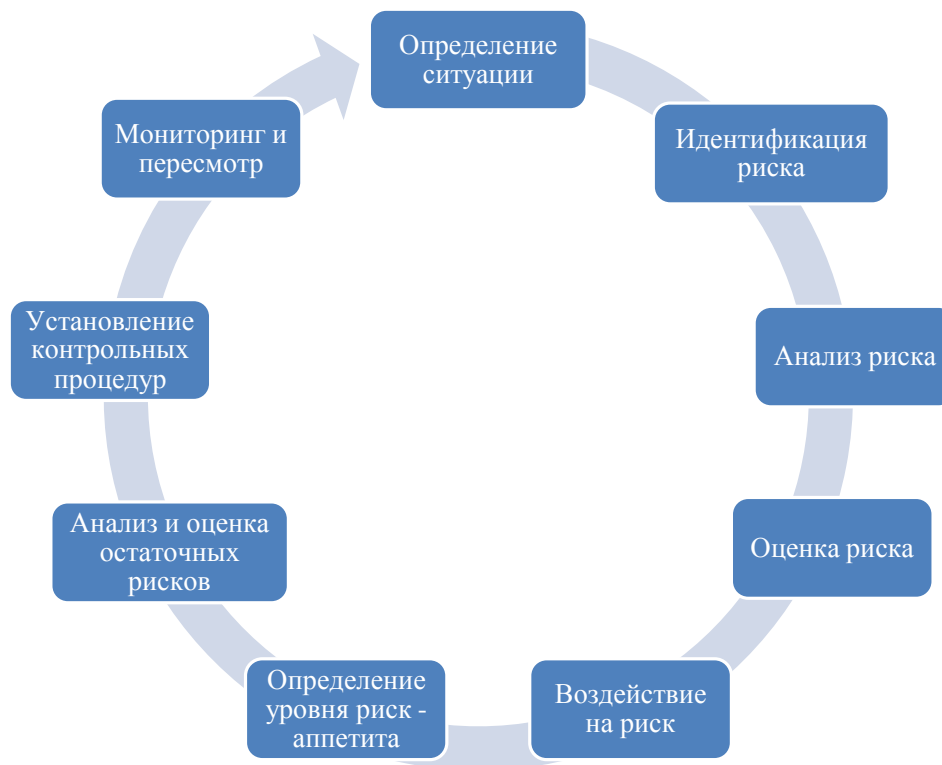 Определение
ситуации
Идентификация
риска
Анализ риска
Оценка риска
Воздействие
на риск
Определение
уровня риск -
аппетита
Анализ и оценка
остаточных
рисков
Установление
контрольных
процедур
Мониторинг и
пересмотр